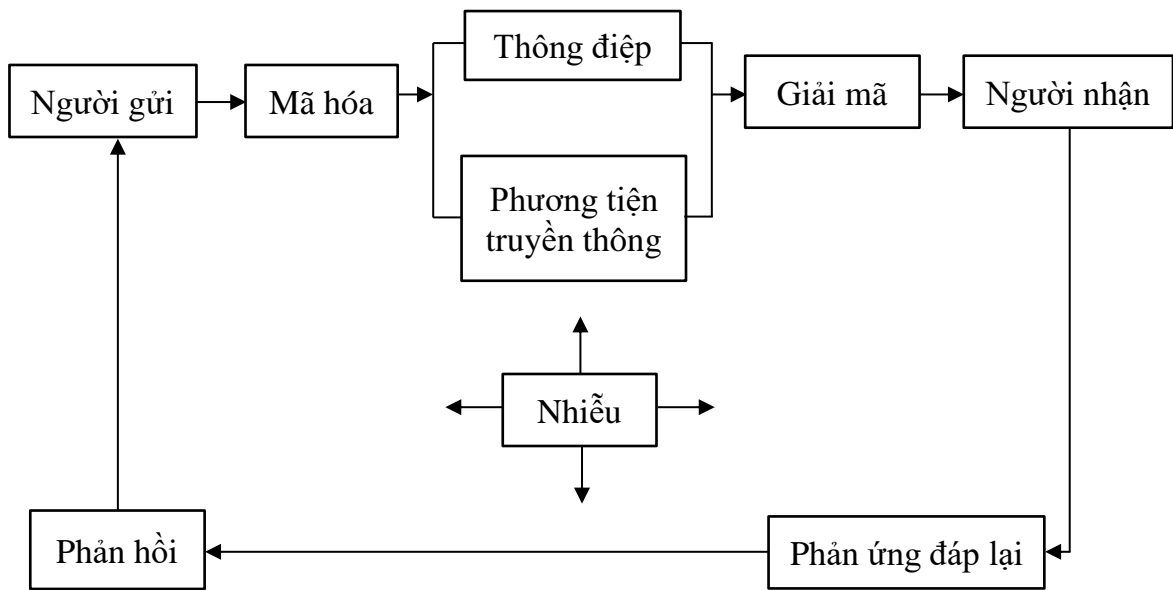 Thông điệp
Người gửi
Mã hóa
Giải mã
Người nhận
Phương tiện
truyền thông
Nhiễu
Phản hồi
Phản ứng đáp lại